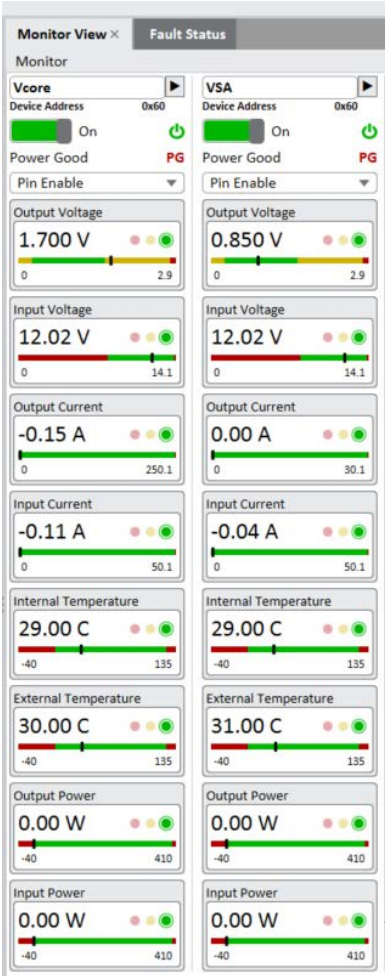 Monitor View × Fault Status
Monitor
Vcore
Device Address 0x60
On
Power Good PG
Pin Enable
Output Voltage
1.700 V
0 2.9
Input Voltage
12.02 V
0 14.1
Output Current
-0.15 A
0 250.1
Input Current
-0.11 A
0 50.1
Internal Temperature
29.00 C
-40 135
External Temperature
30.00 C
-40 135
Output Power
0.00 W
-40 410
Input Power
0.00 W
-40 410
VSA
Device Address 0x60
On
Power Good PG
Pin Enable
Output Voltage
0.850 V
0 2.9
Input Voltage
12.02 V
0 14.1
Output Current
0.00 A
0 30.1
Input Current
-0.04 A
0 50.1
Internal Temperature
29.00 C
-40 135
External Temperature
31.00 C
-40 135
Output Power
0.00 W
-40 410
Input Power
0.00 W
-40 410